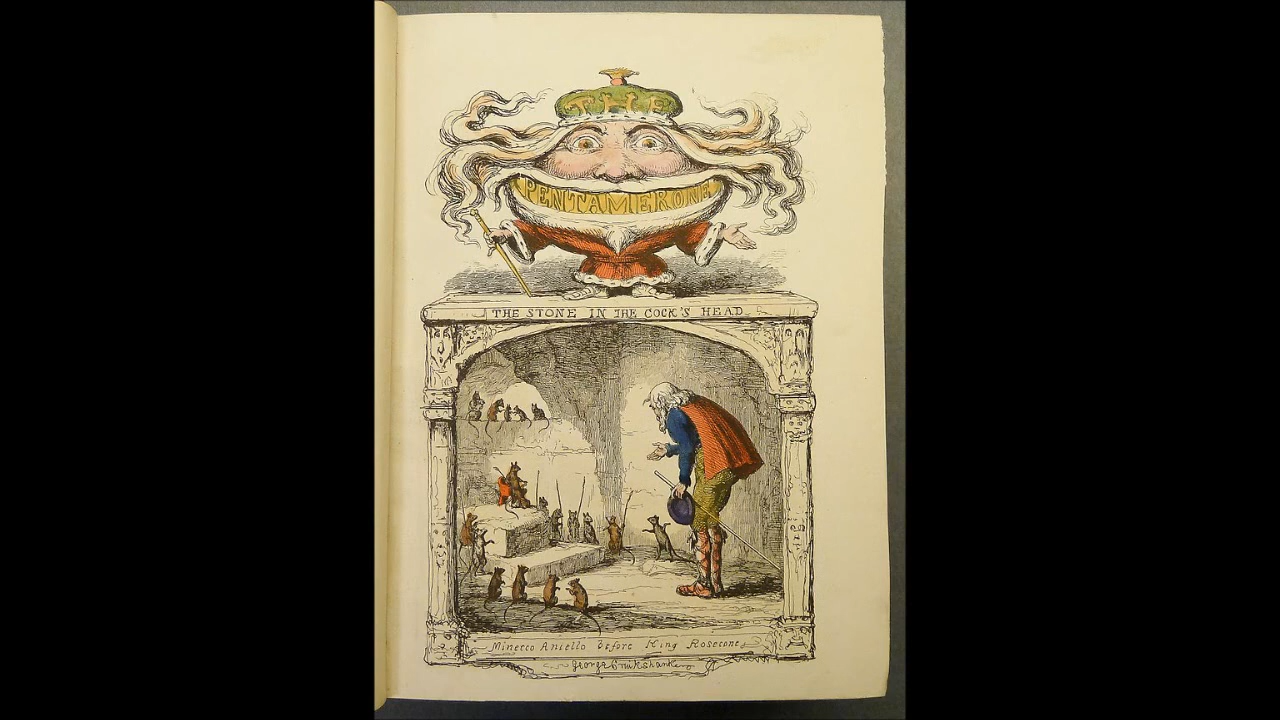 THE
PENTAMERONE
THE STONE IN THE COCK'S HEAD
Minecco Aniello before King Rosecone
George Cruikshank